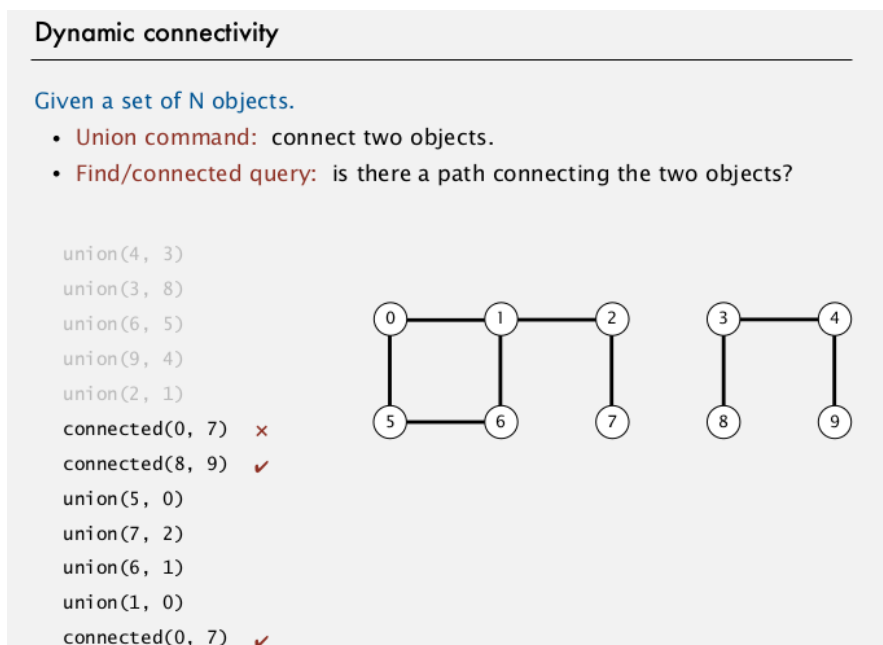 Dynamic connectivity
Given a set of N objects.
• Union command: connect two objects.
• Find/connected query: is there a path connecting the two objects?
union(4, 3)
union(3, 8)
union(6, 5)
union(9, 4)
union(2, 1)
connected(0, 7) ×
connected(8, 9) ✔
union(5, 0)
union(7, 2)
union(6, 1)
union(1, 0)
connected(0, 7) ✔
0 1 2 3 4
5 6 7 8 9